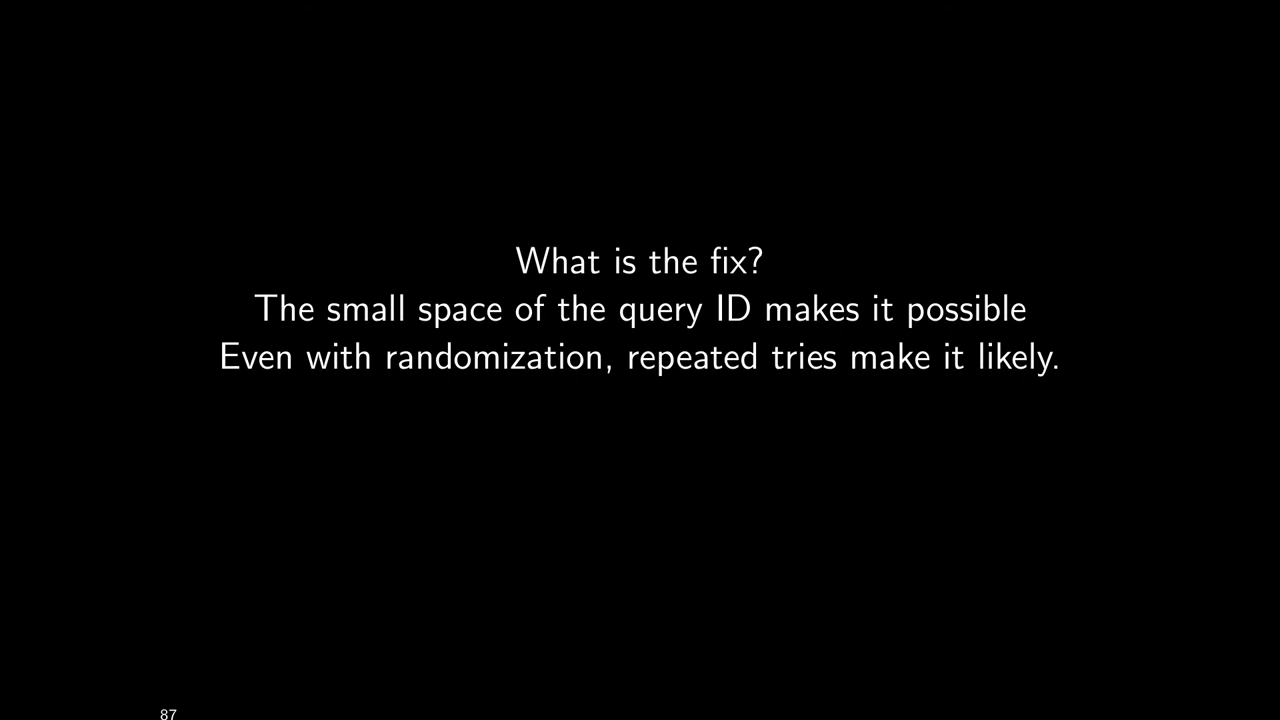 What is the fix?
The small space of the query ID makes it possible
Even with randomization, repeated tries make it likely.
87